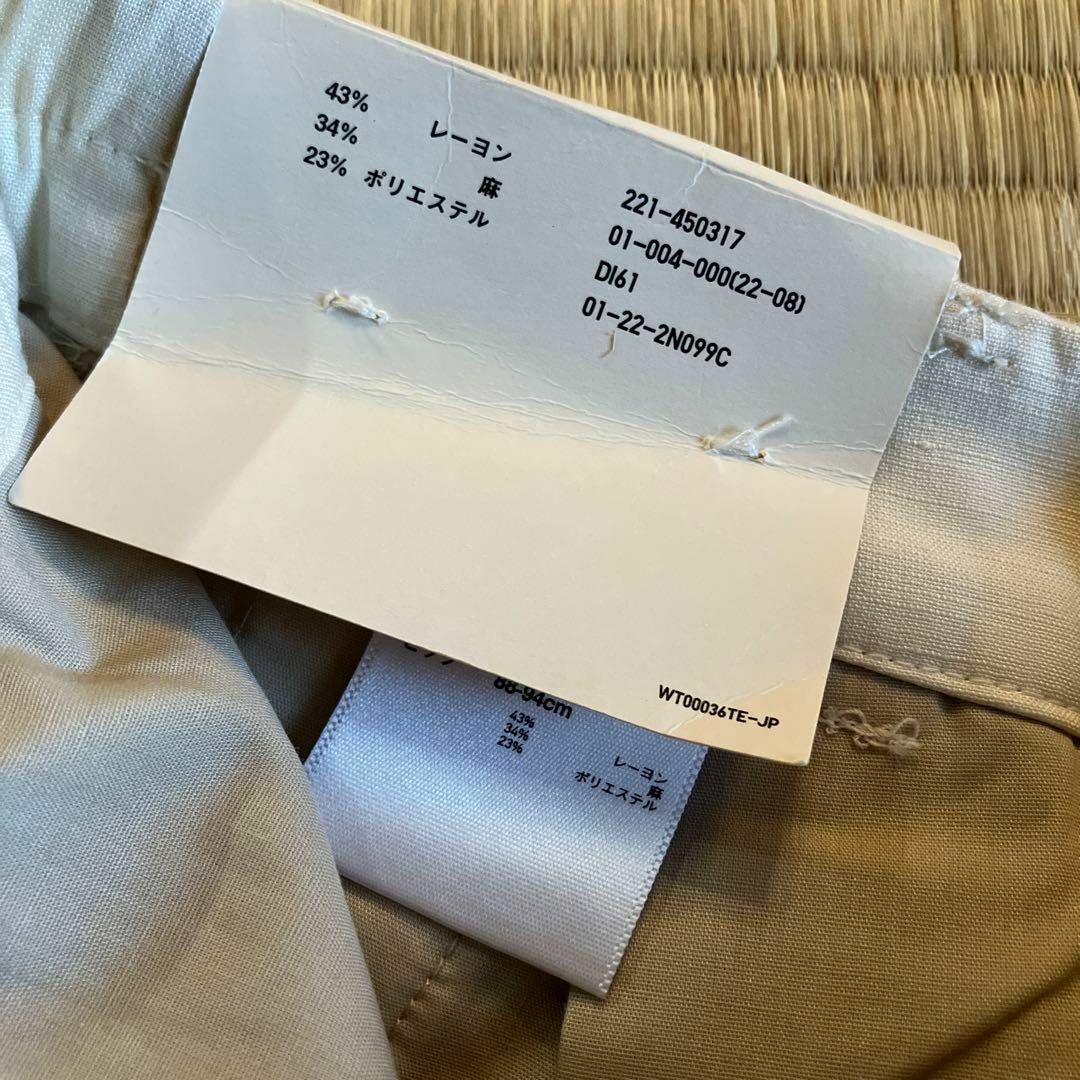 43% レーヨン
34% 麻
23% ポリエステル
221-450317
01-004-000(22-08)
DI61
01-22-2N099C
WT00036TE-JP
88-94cm
43% レーヨン
34% 麻
23% ポリエステル